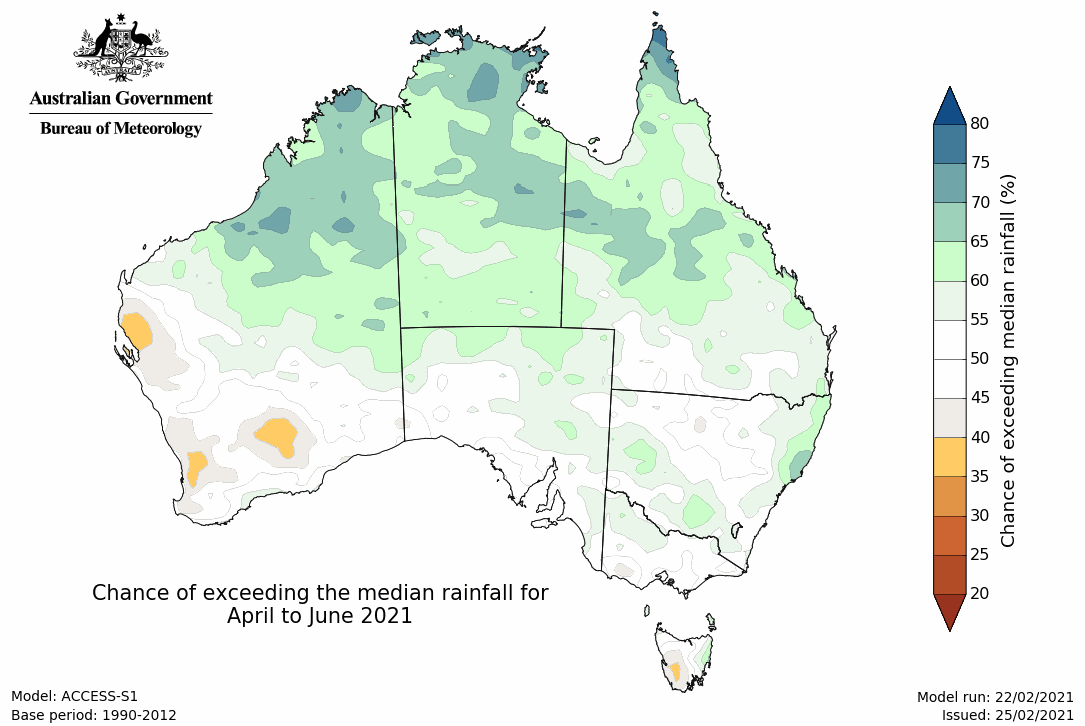 Australian Government
Bureau of Meteorology
80
75
70
65
60
55
50
45
40
35
30
25
20
Chance of exceeding median rainfall (%)
Chance of exceeding the median rainfall for
April to June 2021
Model: ACCESS-S1
Base period: 1990-2012
Model run: 22/02/2021
Issued: 25/02/2021